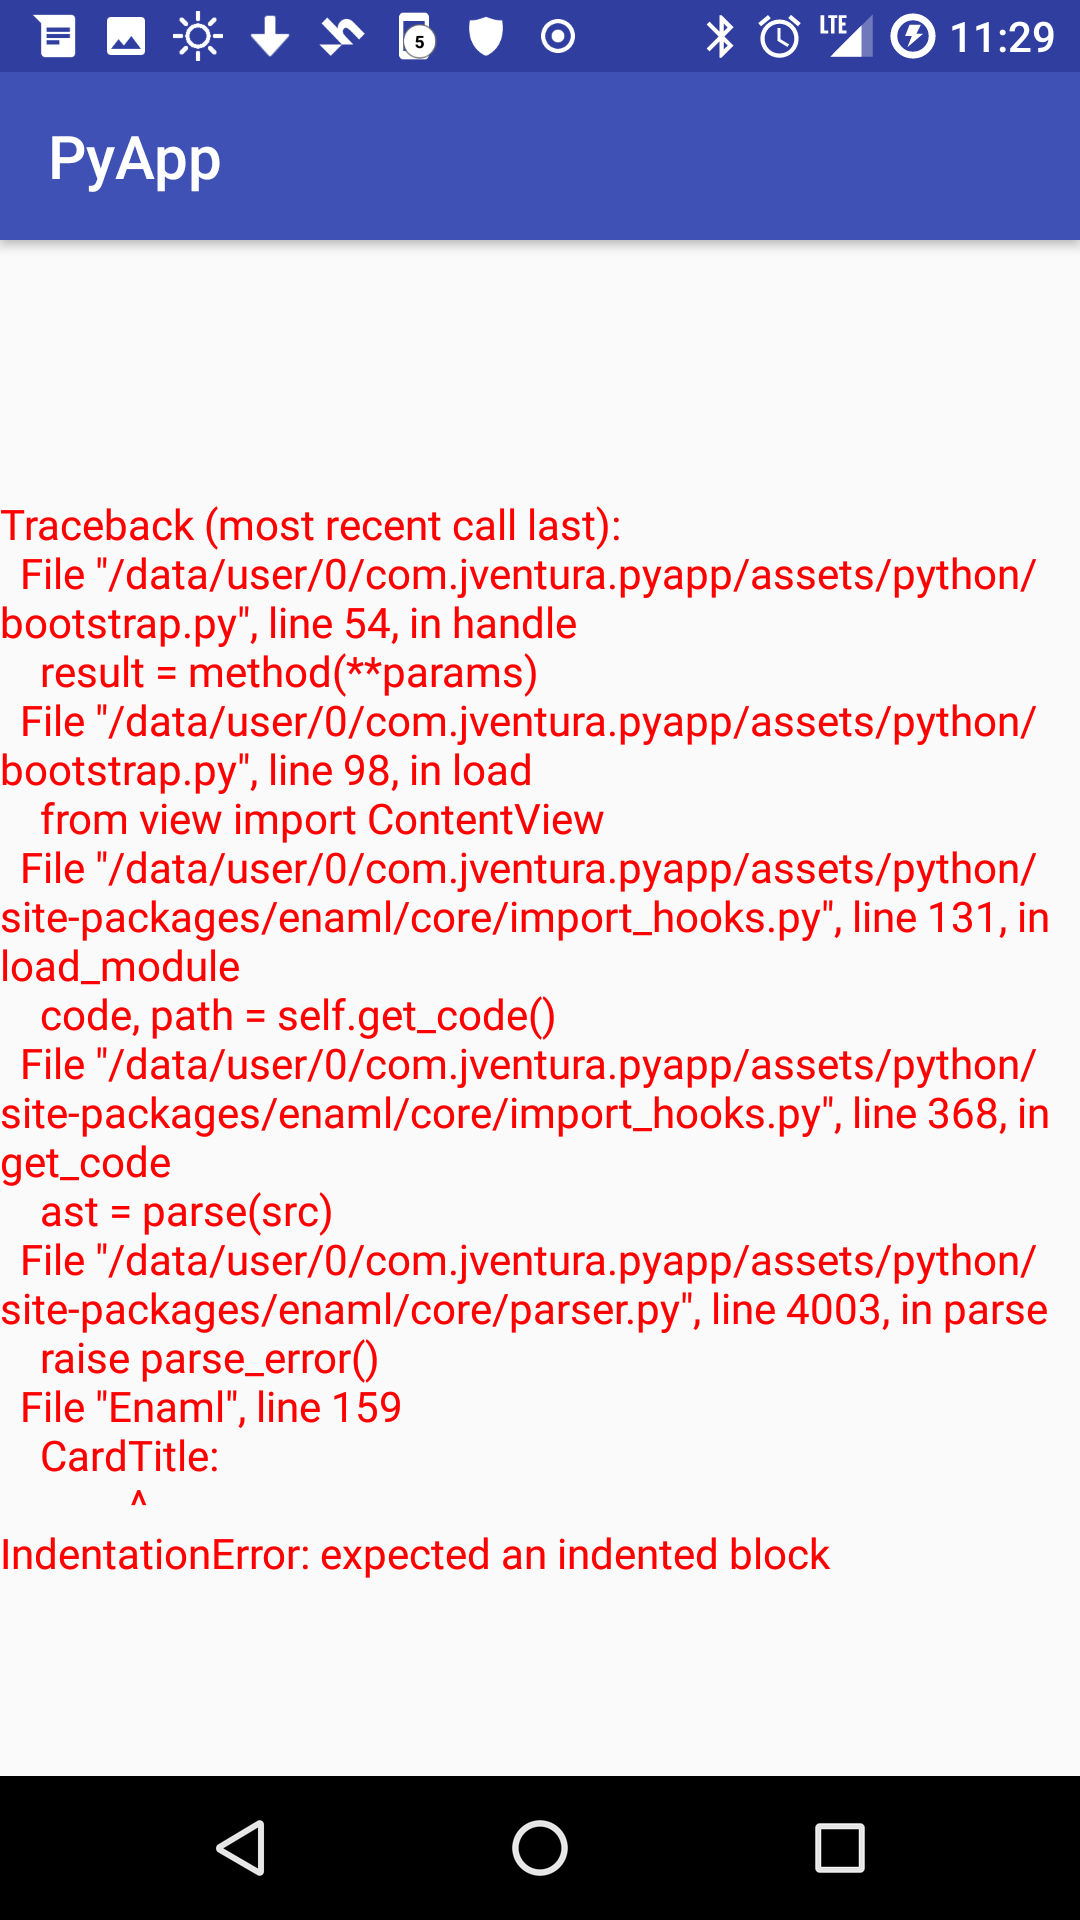 LTE 11:29
5
PyApp
Traceback (most recent call last):
  File "/data/user/0/com.jventura.pyapp/assets/python/
bootstrap.py", line 54, in handle
    result = method(**params)
  File "/data/user/0/com.jventura.pyapp/assets/python/
bootstrap.py", line 98, in load
    from view import ContentView
  File "/data/user/0/com.jventura.pyapp/assets/python/
site-packages/enaml/core/import_hooks.py", line 131, in
load_module
    code, path = self.get_code()
  File "/data/user/0/com.jventura.pyapp/assets/python/
site-packages/enaml/core/import_hooks.py", line 368, in
get_code
    ast = parse(src)
  File "/data/user/0/com.jventura.pyapp/assets/python/
site-packages/enaml/core/parser.py", line 4003, in parse
    raise parse_error()
  File "Enaml", line 159
    CardTitle:
             ^
IndentationError: expected an indented block